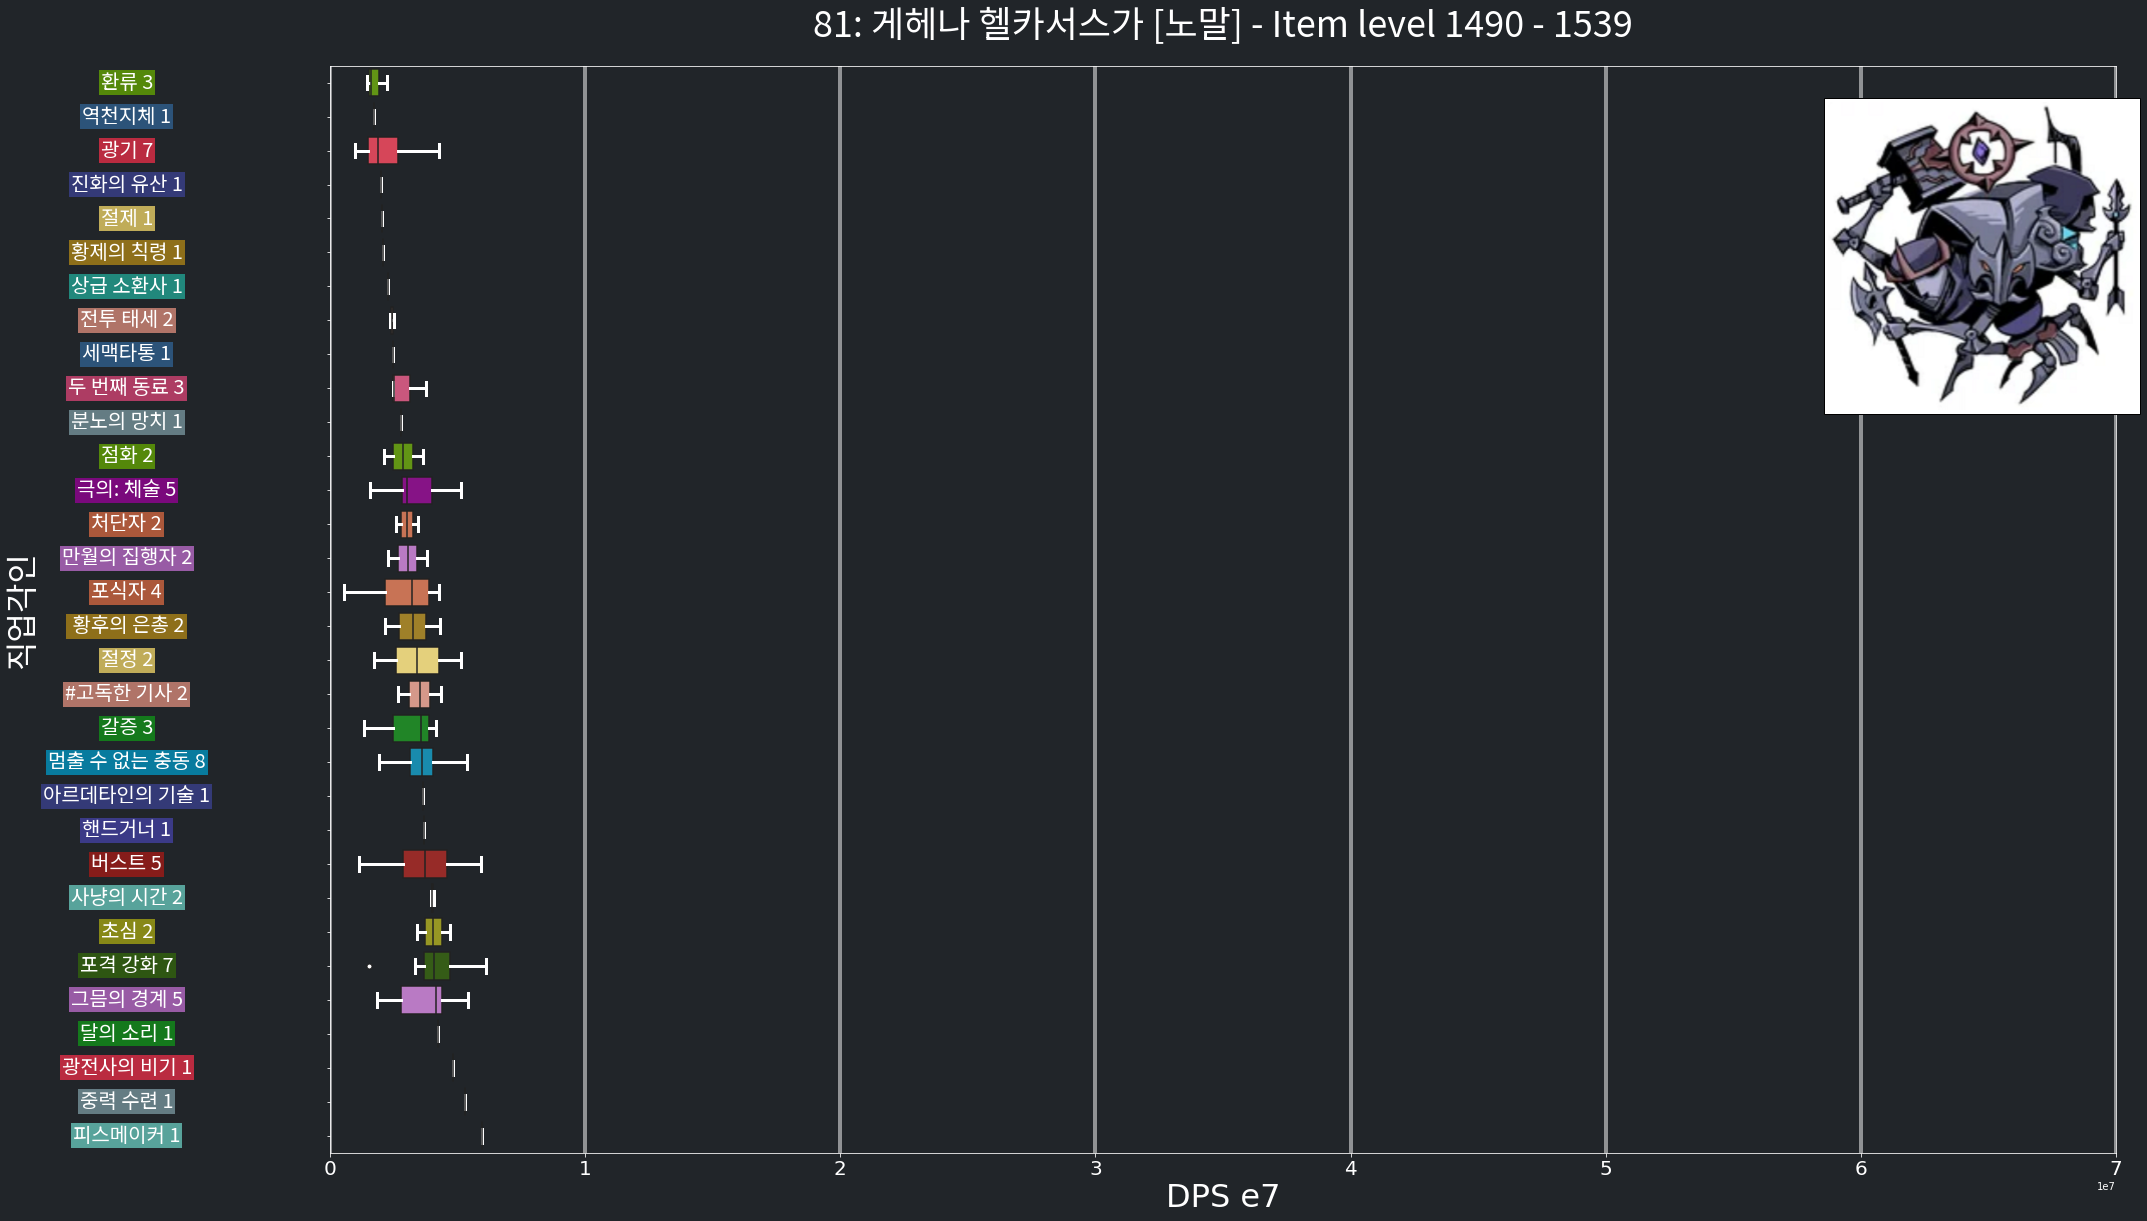 81: 게헤나 헬카서스가 [노말] - Item level 1490 - 1539
직업각인
환류 3
역천지체 1
광기 7
진화의 유산 1
절제 1
황제의 칙령 1
상급 소환사 1
전투 태세 2
세맥타통 1
두 번째 동료 3
분노의 망치 1
점화 2
극의: 체술 5
처단자 2
만월의 집행자 2
포식자 4
황후의 은총 2
절정 2
#고독한 기사 2
갈증 3
멈출 수 없는 충동 8
아르데타인의 기술 1
핸드거너 1
버스트 5
사냥의 시간 2
초심 2
포격 강화 7
그믐의 경계 5
달의 소리 1
광전사의 비기 1
중력 수련 1
피스메이커 1
0 1 2 3 4 5 6 7
1e7
DPS e7